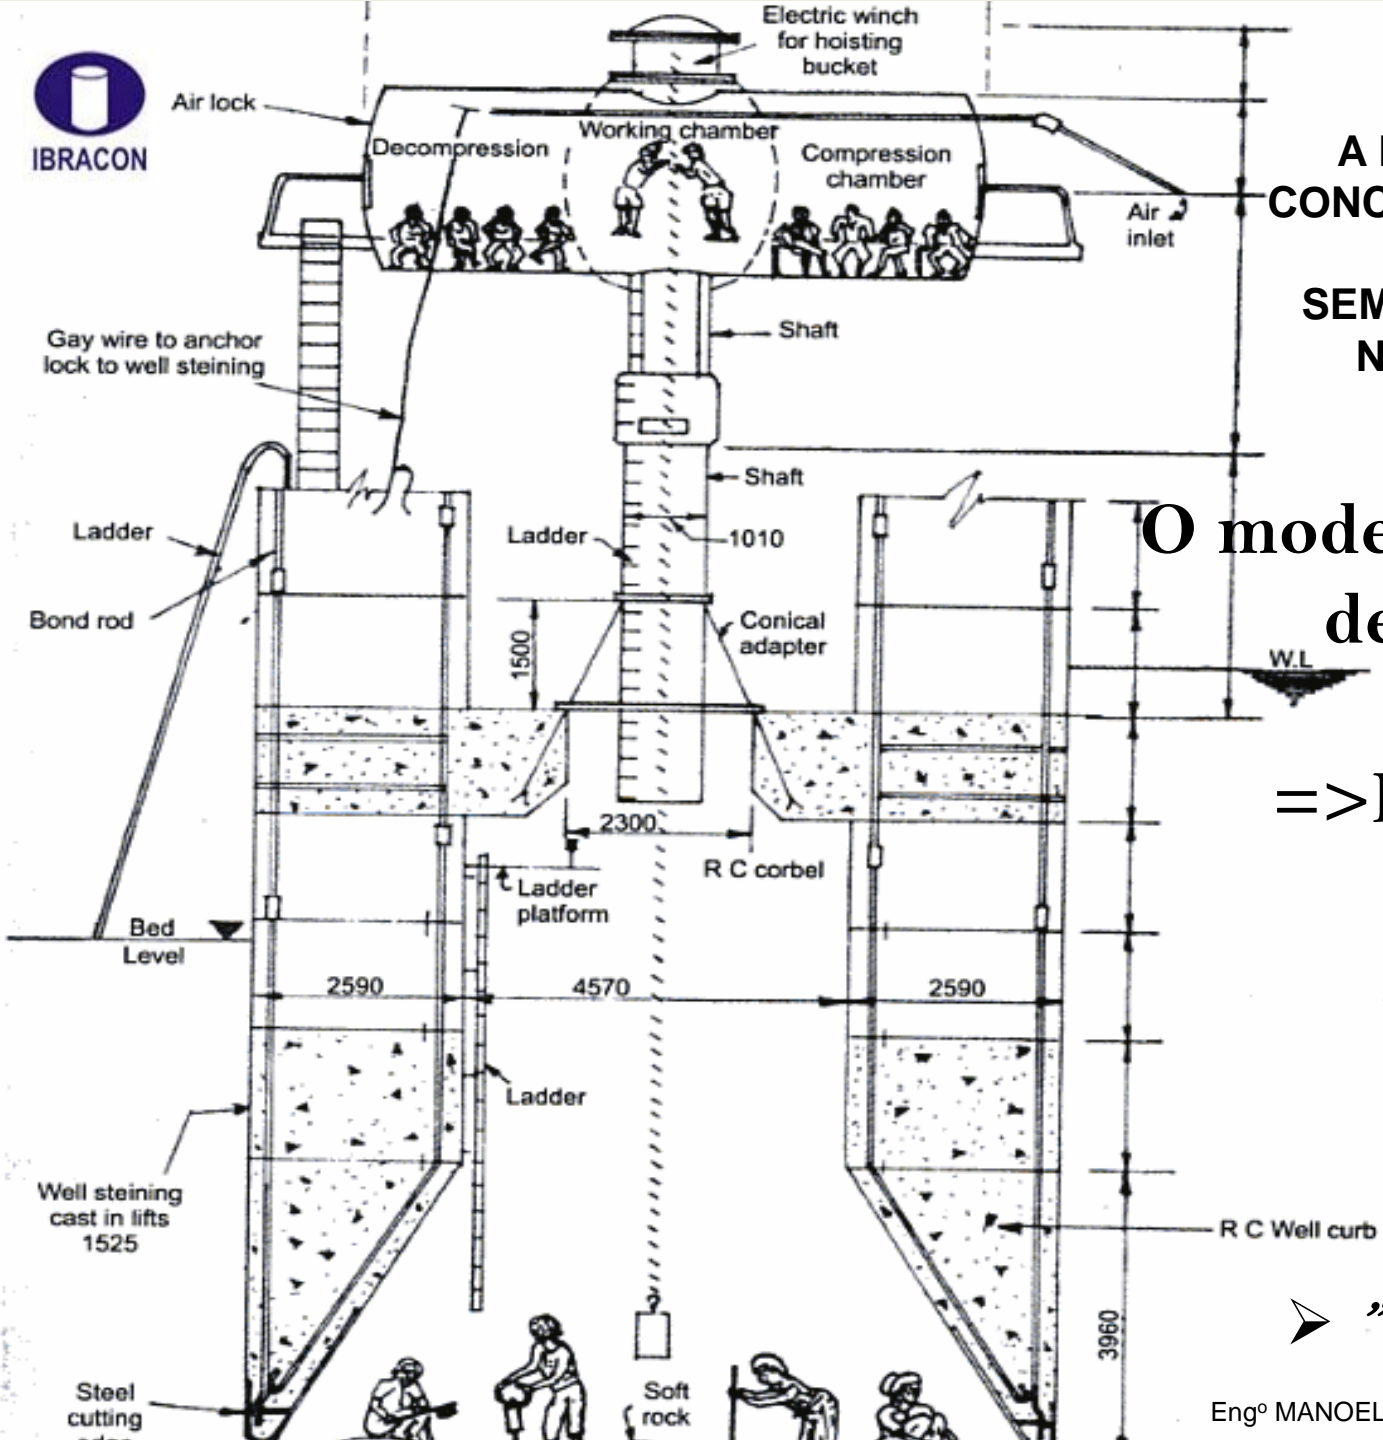 Electric winch
for hoisting
bucket
IBRACON
Air lock
Decompression
Working chamber
Compression
chamber
Air
inlet
A
CONC
SEM
N
Gay wire to anchor
lock to well steining
Shaft
Shaft
Ladder
Ladder
1010
Bond rod
1500
Conical
adapter
O mode
de
W.L
=>
2300
R C corbel
Ladder
platform
Bed
Level
2590
4570
2590
Ladder
Well steining
cast in lifts
1525
R C Well curb
3960
➢ ”
Steel
cutting
Soft
rock
Engº MANOEL